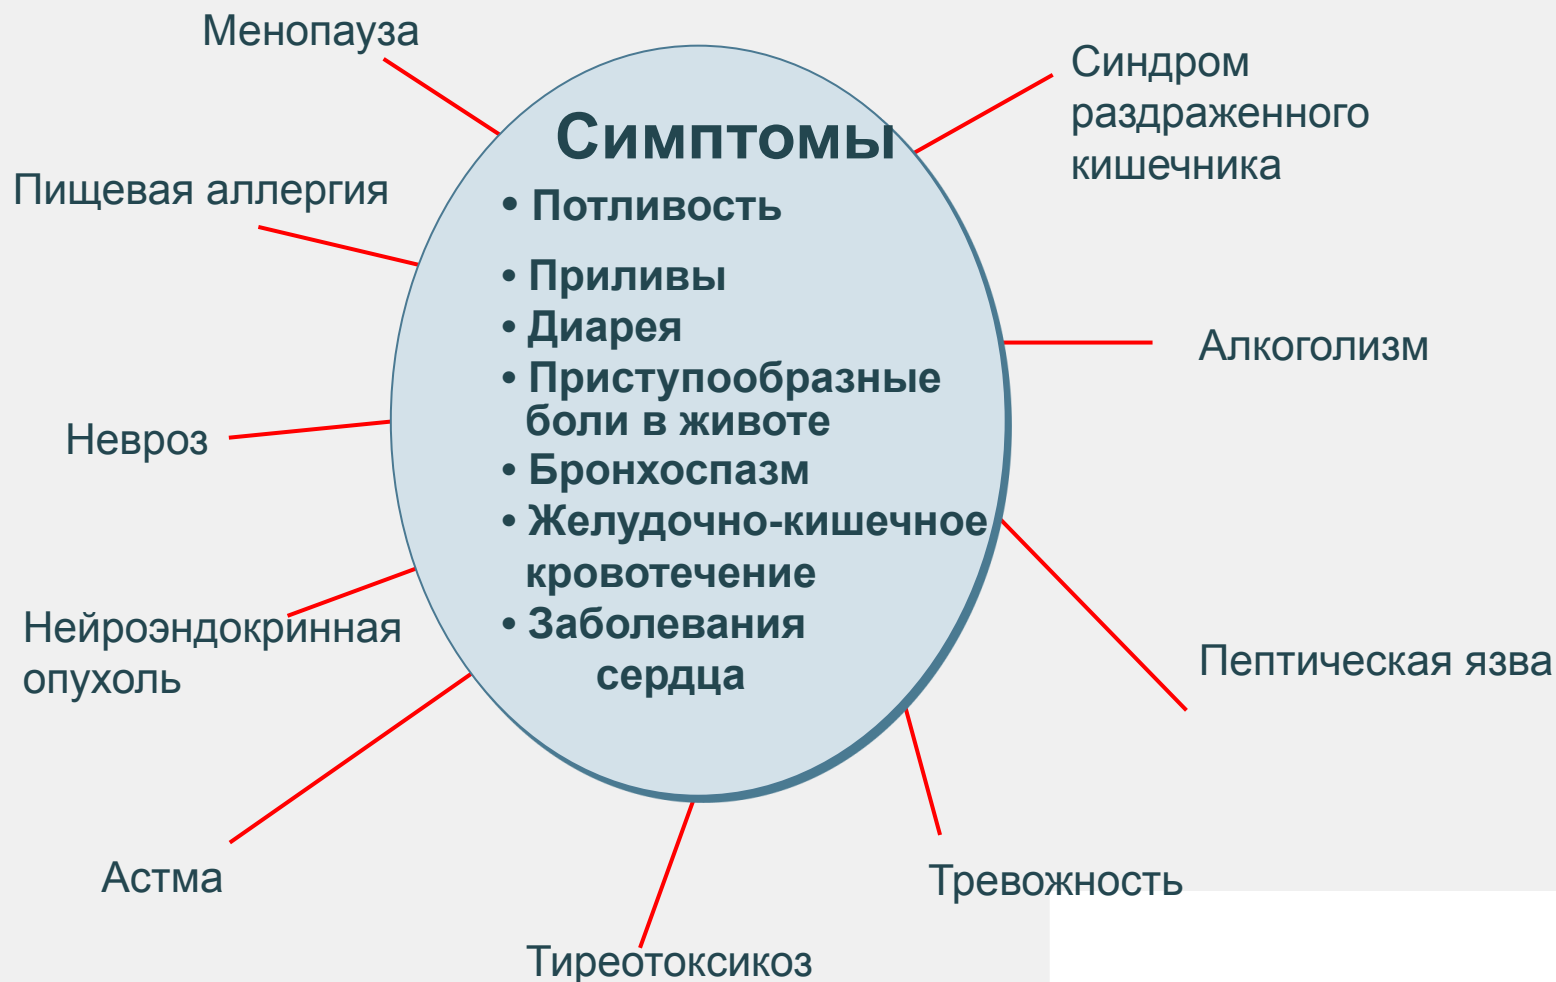 Менопауза
Синдром
раздраженного
кишечника
Симптомы
Пищевая аллергия
• Потливость
• Приливы
• Диарея
Алкоголизм
• Приступообразные
боли в животе
Невроз
• Бронхоспазм
• Желудочно-кишечное
кровотечение
Нейроэндокринная
опухоль
• Заболевания
сердца
Пептическая язва
Астма
Тревожность
Тиреотоксикоз